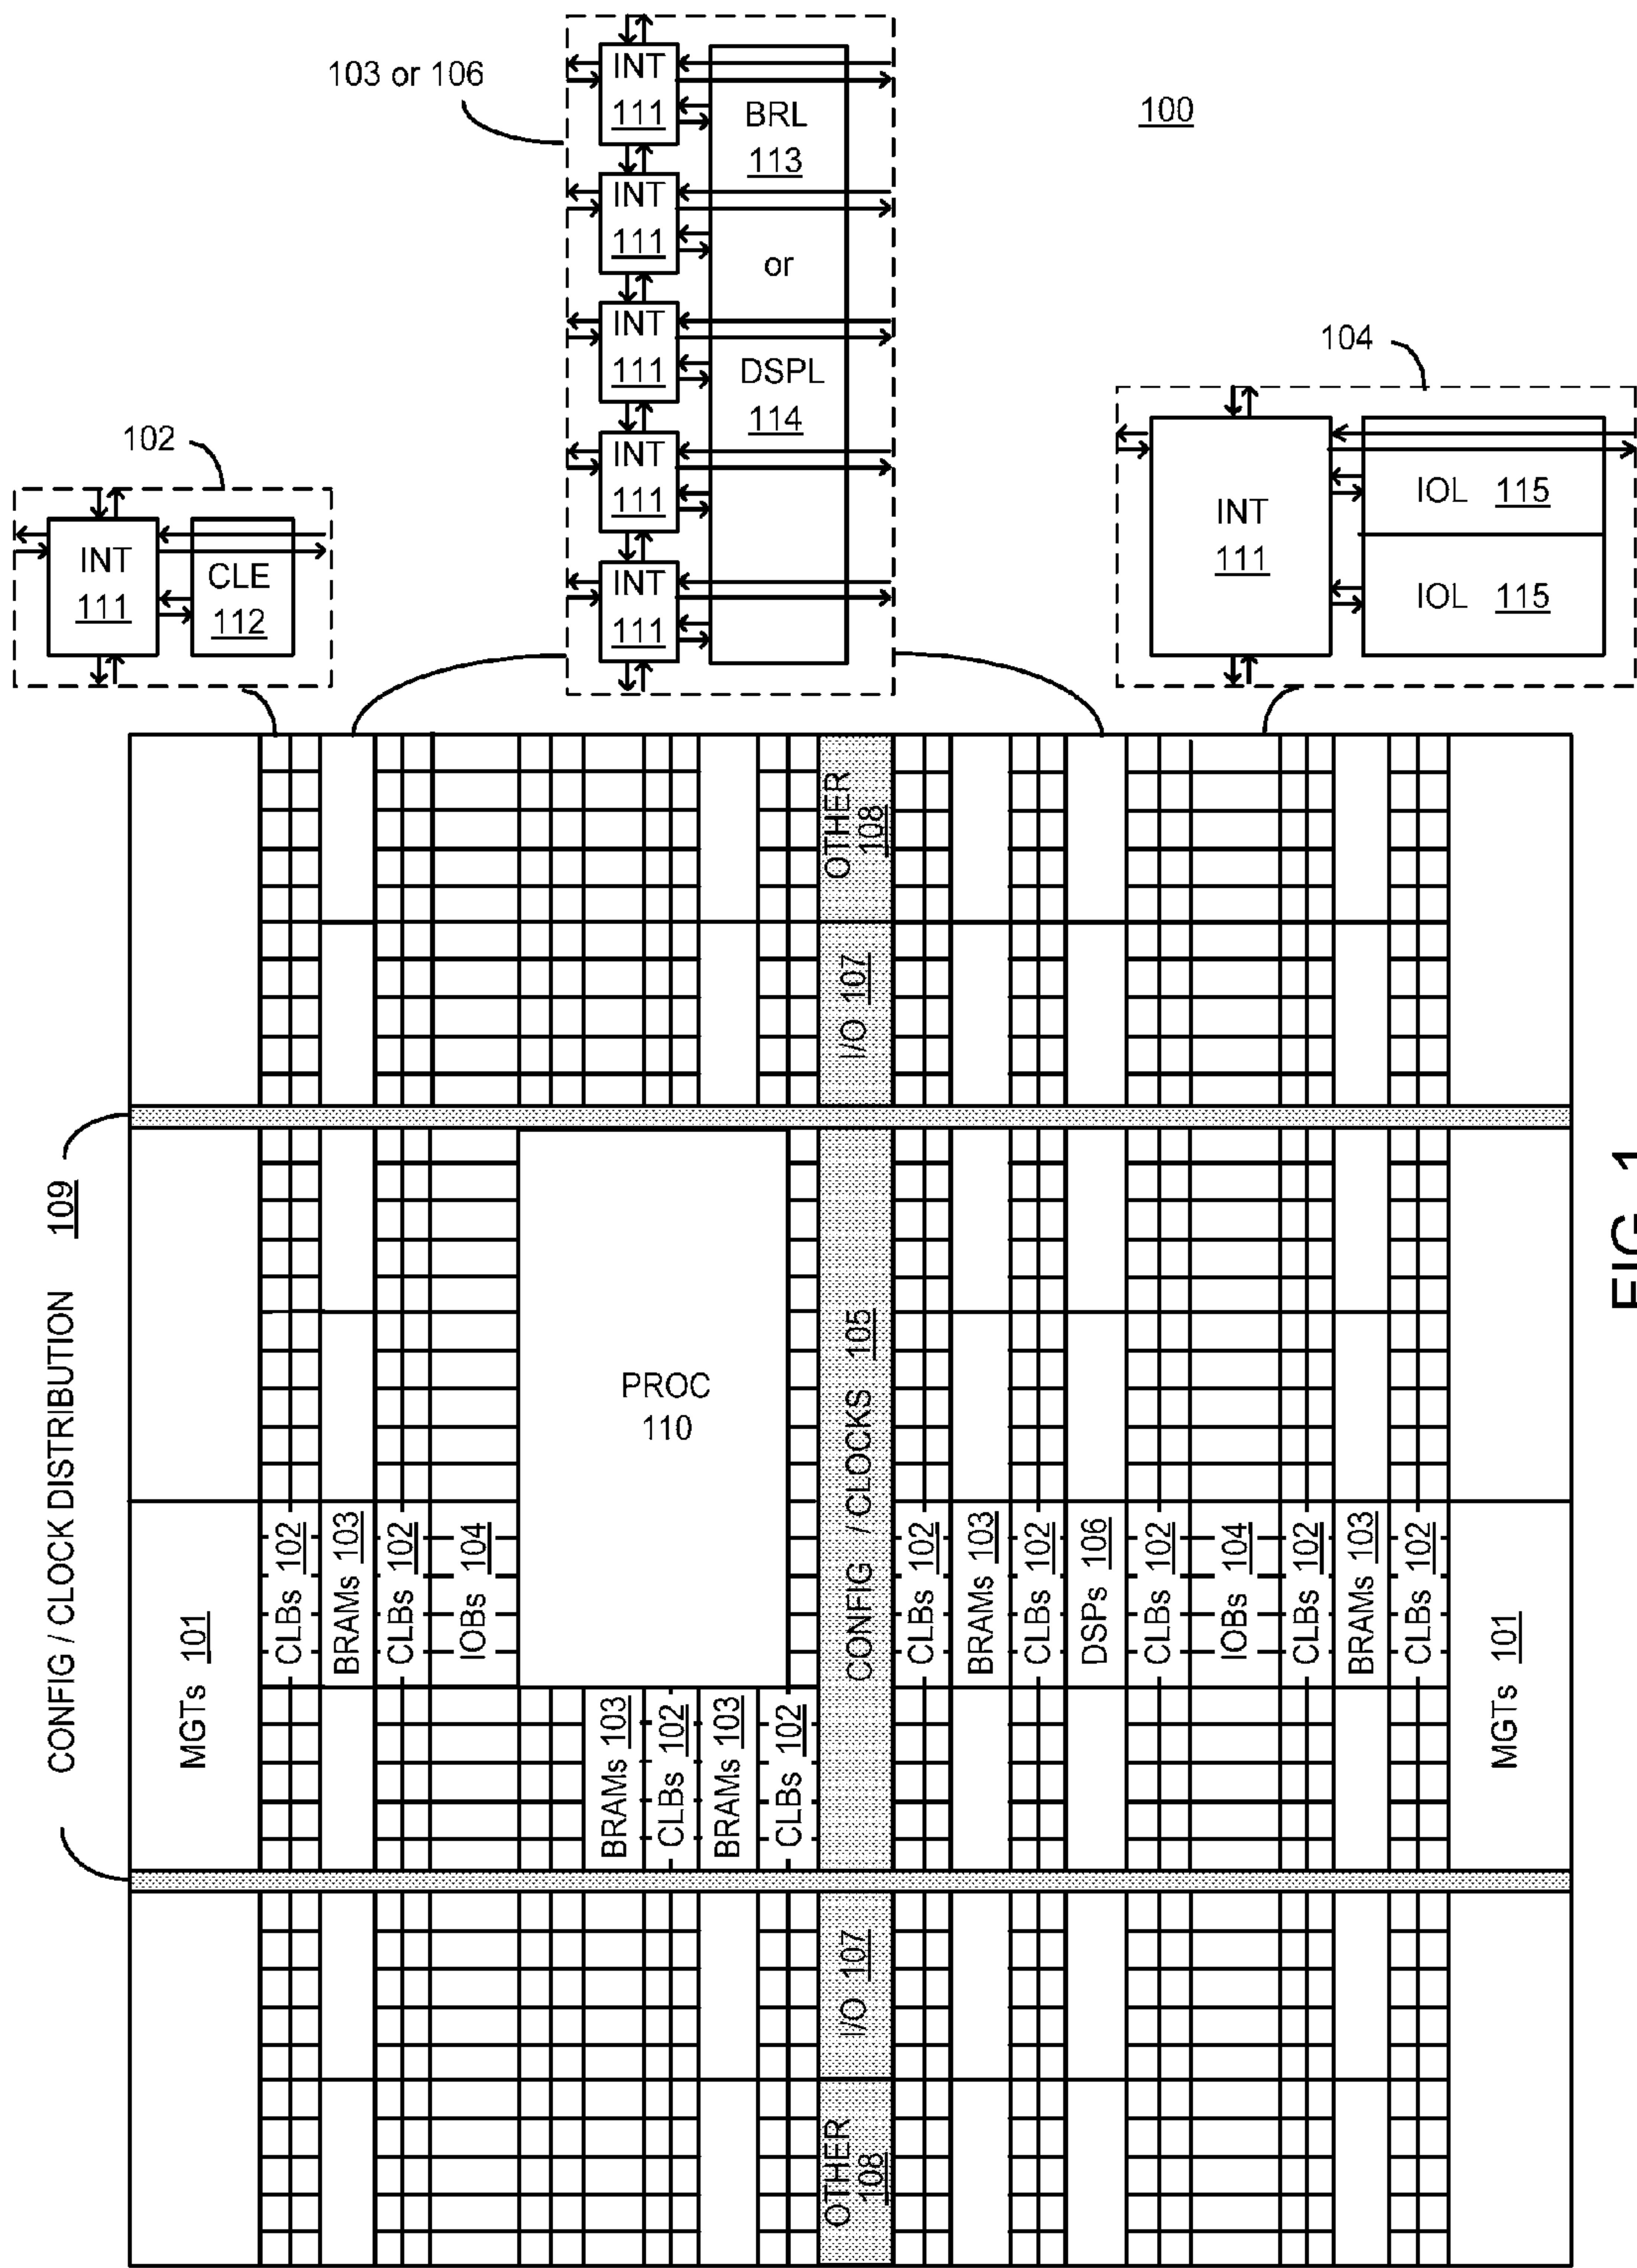 103 or 106
100
INT
111
INT
111
INT
111
INT
111
INT
111
BRL
113
or
DSPL
114
102
INT
111
CLE
112
104
INT
111
IOL 115
IOL 115
CONFIG / CLOCK DISTRIBUTION 109
MGTs 101
CLBs 102
BRAMs 103
CLBs 102
IOBs 104
PROC
110
BRAMs 103
CLBs 102
BRAMs 103
CLBs 102
OTHER
108
I/O 107
CONFIG / CLOCKS 105
I/O 107
OTHER
108
CLBs 102
BRAMs 103
CLBs 102
DSPs 106
CLBs 102
IOBs 104
CLBs 102
BRAMs 103
CLBs 102
MGTs 101
FIG. 1